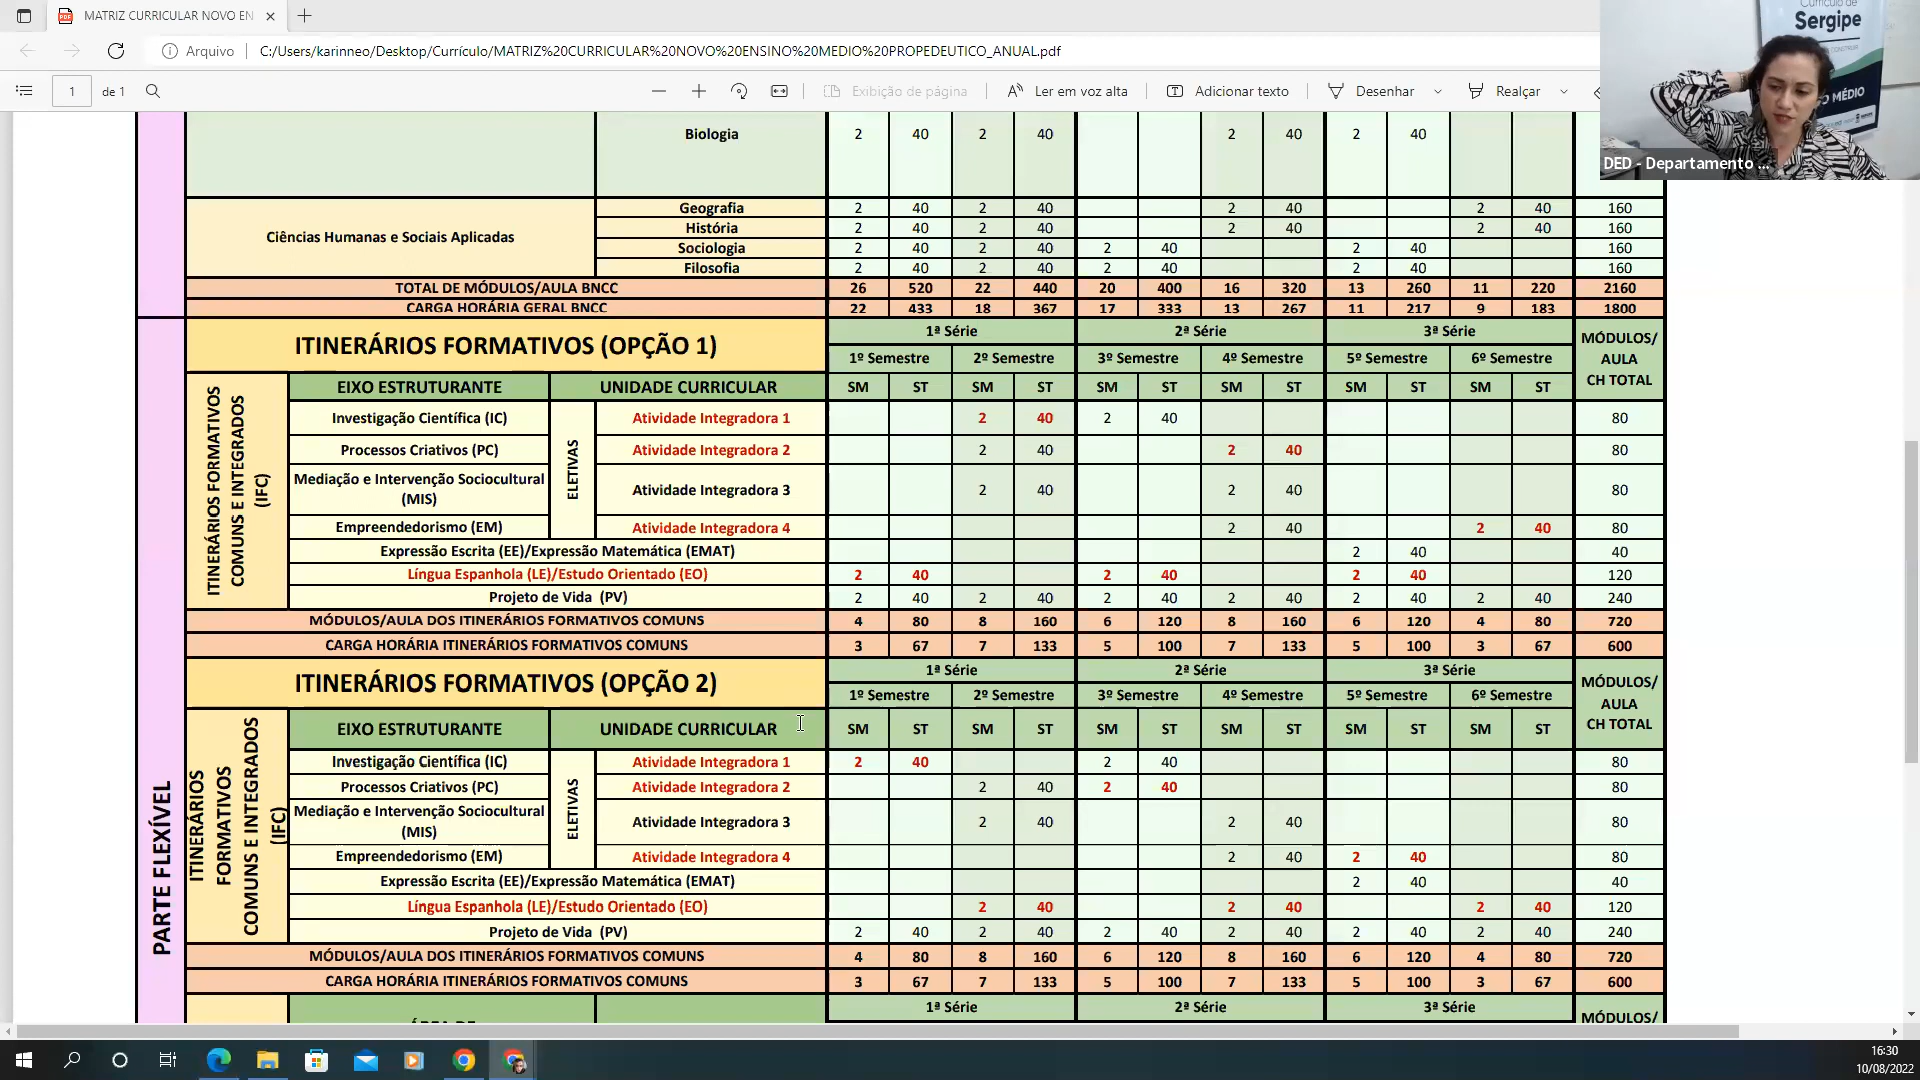 MATRIZ CURRICULAR NOVO EN
Arquivo C:/Users/karinneo/Desktop/Currículo/MATRIZ%20CURRICULAR%20NOVO%20ENSINO%20MEDIO%20PROPEDEUTICO_ANUAL.pdf
1 de 1 Exibição de página Ler em voz alta Adicionar texto Desenhar Realçar
Currículo de
Sergipe
MÉDIO
DED - Departamento ...
Biologia 2 40 2 40 2 40 2 40
Ciências Humanas e Sociais Aplicadas
Geografia 2 40 2 40 2 40 2 40 160
História 2 40 2 40 2 40 2 40 160
Sociologia 2 40 2 40 2 40 2 40 160
Filosofia 2 40 2 40 2 40 2 40 160
TOTAL DE MÓDULOS/AULA BNCC 26 520 22 440 20 400 16 320 13 260 11 220 2160
CARGA HORÁRIA GERAL BNCC 22 433 18 367 17 333 13 267 11 217 9 183 1800
PARTE FLEXÍVEL
ITINERÁRIOS FORMATIVOS (OPÇÃO 1) 1ª Série 2ª Série 3ª Série
MÓDULOS/
AULA
CH TOTAL
1º Semestre 2º Semestre 3º Semestre 4º Semestre 5º Semestre 6º Semestre
ITINERÁRIOS FORMATIVOS
COMUNS E INTEGRADOS
(IFC)
EIXO ESTRUTURANTE UNIDADE CURRICULAR SM ST SM ST SM ST SM ST SM ST SM ST
ELETIVAS
Investigação Científica (IC) Atividade Integradora 1 2 40 2 40 80
Processos Criativos (PC) Atividade Integradora 2 2 40 2 40 80
Mediação e Intervenção Sociocultural
(MIS) Atividade Integradora 3 2 40 2 40 80
Empreendedorismo (EM) Atividade Integradora 4 2 40 2 40 80
Expressão Escrita (EE)/Expressão Matemática (EMAT) 2 40 40
Língua Espanhola (LE)/Estudo Orientado (EO) 2 40 2 40 2 40 120
Projeto de Vida (PV) 2 40 2 40 2 40 2 40 2 40 2 40 240
MÓDULOS/AULA DOS ITINERÁRIOS FORMATIVOS COMUNS 4 80 8 160 6 120 8 160 6 120 4 80 720
CARGA HORÁRIA ITINERÁRIOS FORMATIVOS COMUNS 3 67 7 133 5 100 7 133 5 100 3 67 600
ITINERÁRIOS FORMATIVOS (OPÇÃO 2) 1ª Série 2ª Série 3ª Série
MÓDULOS/
AULA
CH TOTAL
1º Semestre 2º Semestre 3º Semestre 4º Semestre 5º Semestre 6º Semestre
ITINERÁRIOS
FORMATIVOS
COMUNS E INTEGRADOS
(IFC)
EIXO ESTRUTURANTE UNIDADE CURRICULAR SM ST SM ST SM ST SM ST SM ST SM ST
ELETIVAS
Investigação Científica (IC) Atividade Integradora 1 2 40 2 40 80
Processos Criativos (PC) Atividade Integradora 2 2 40 2 40 80
Mediação e Intervenção Sociocultural
(MIS) Atividade Integradora 3 2 40 2 40 80
Empreendedorismo (EM) Atividade Integradora 4 2 40 2 40 80
Expressão Escrita (EE)/Expressão Matemática (EMAT) 2 40 40
Língua Espanhola (LE)/Estudo Orientado (EO) 2 40 2 40 2 40 120
Projeto de Vida (PV) 2 40 2 40 2 40 2 40 2 40 2 40 240
MÓDULOS/AULA DOS ITINERÁRIOS FORMATIVOS COMUNS 4 80 8 160 6 120 8 160 6 120 4 80 720
CARGA HORÁRIA ITINERÁRIOS FORMATIVOS COMUNS 3 67 7 133 5 100 7 133 5 100 3 67 600
1ª Série 2ª Série 3ª Série
MÓDULOS/
ÁREA DE
16:30
10/08/2022